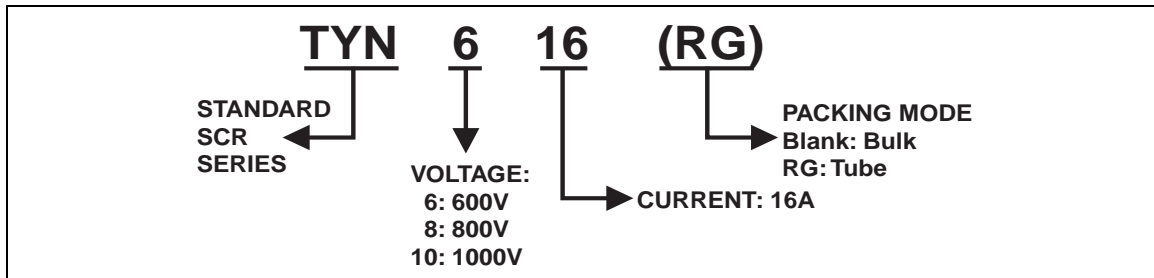 TYN 6 16 (RG)
STANDARD
SCR
SERIES
VOLTAGE:
6: 600V
8: 800V
10: 1000V
CURRENT: 16A
PACKING MODE
Blank: Bulk
RG: Tube